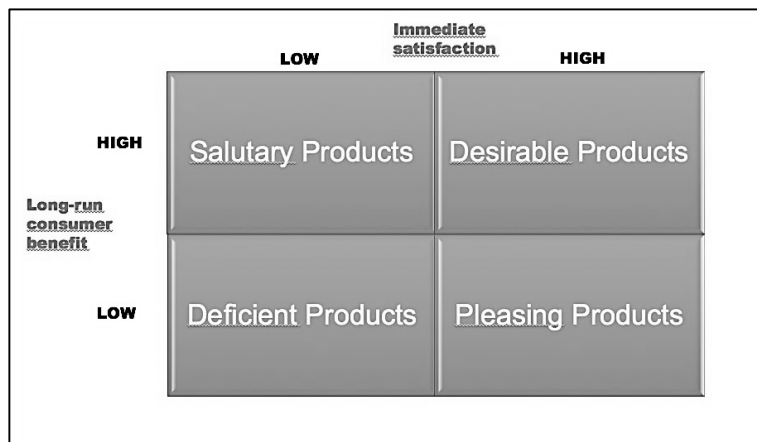 Immediate
satisfaction
LOW
HIGH
HIGH
Salutary Products
Desirable Products
Long-run
consumer
benefit
LOW
Deficient Products
Pleasing Products